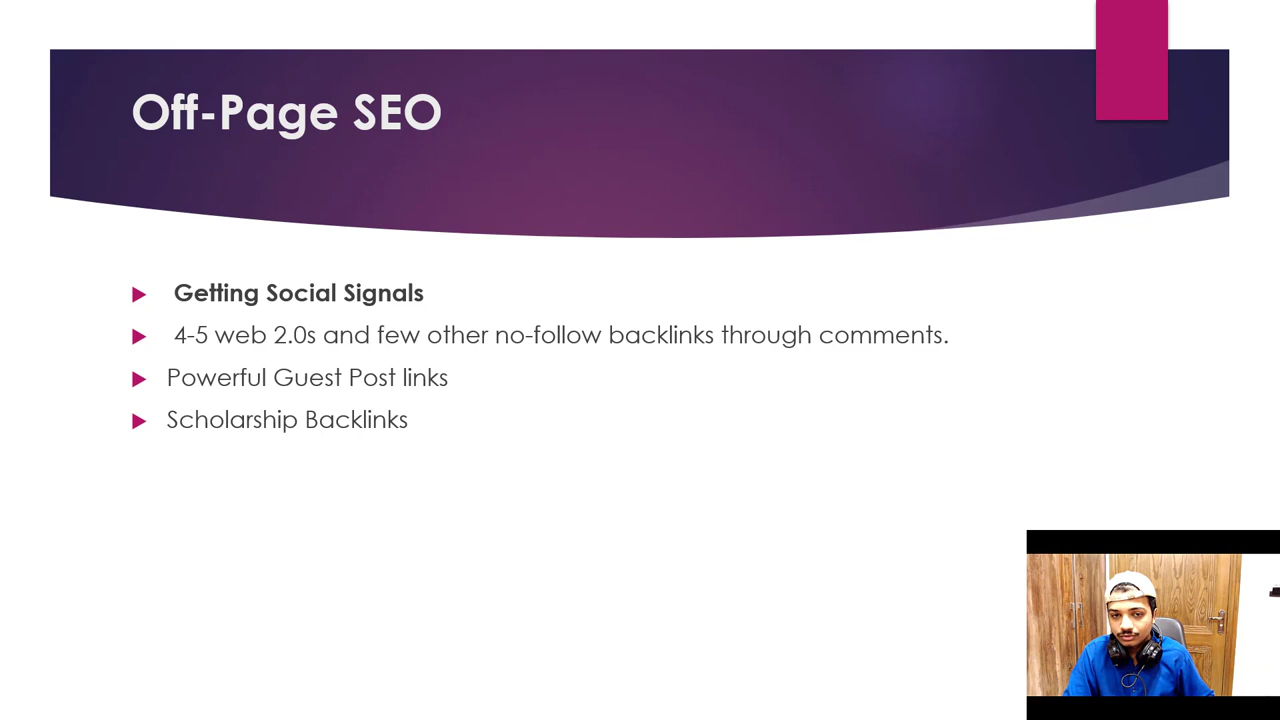 Off-Page SEO
Getting Social Signals
4-5 web 2.0s and few other no-follow backlinks through comments.
Powerful Guest Post links
Scholarship Backlinks